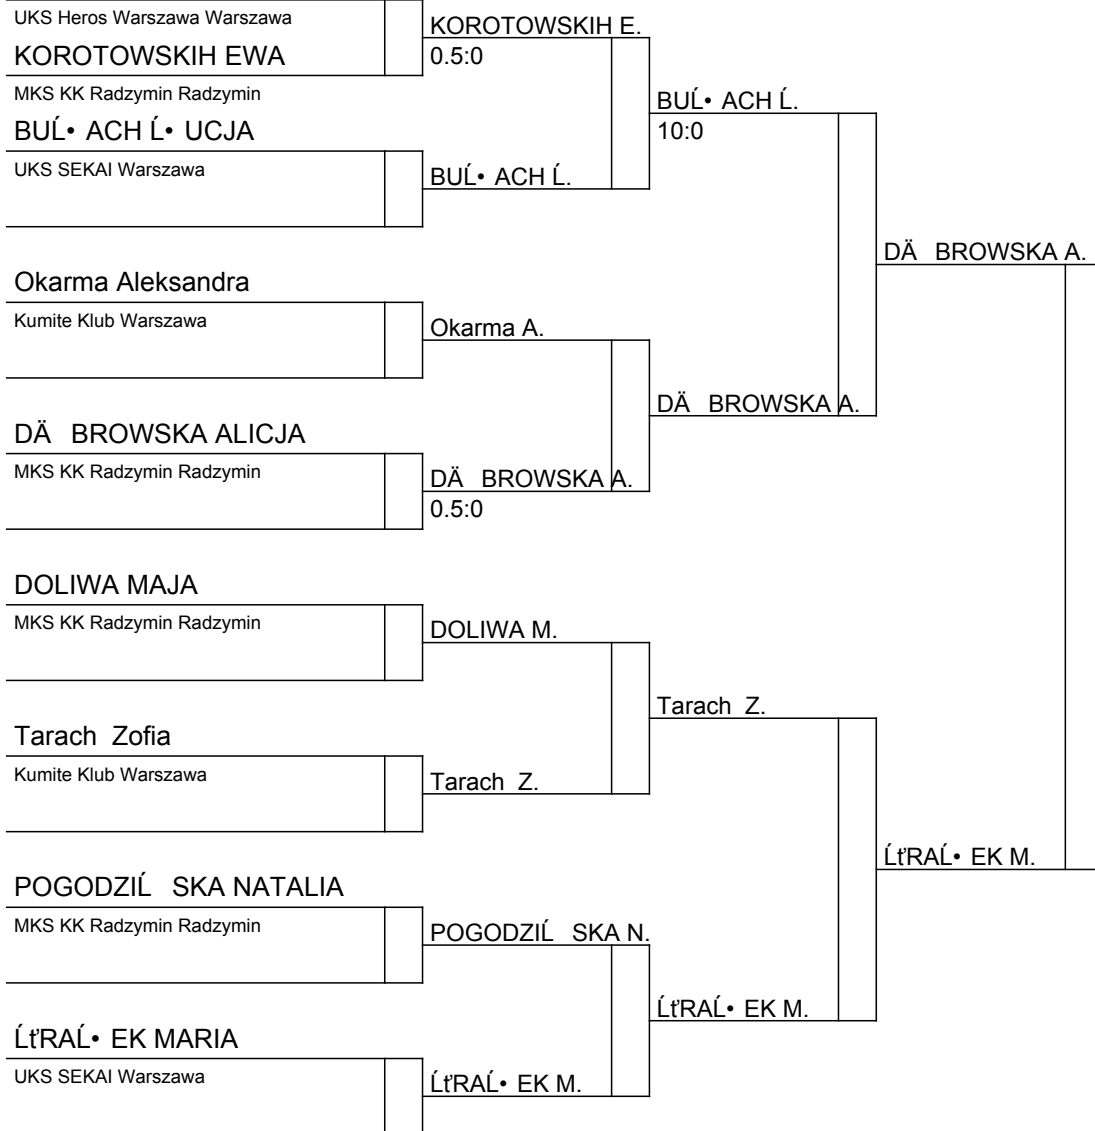 UKS Heros Warszawa Warszawa
KOROTOWSKIH E.
KOROTOWSKIH EWA
0.5:0
MKS KK Radzymin Radzymin
BUĹ• ACH Ĺ.
BUĹ• ACH Ĺ• UCJA
10:0
UKS SEKAI Warszawa
BUĹ• ACH Ĺ.
DÄ BROWSKA A.
Okarma Aleksandra
Kumite Klub Warszawa
Okarma A.
DÄ BROWSKA A.
DÄ BROWSKA ALICJA
MKS KK Radzymin Radzymin
DÄ BROWSKA A.
0.5:0
DOLIWA MAJA
MKS KK Radzymin Radzymin
DOLIWA M.
Tarach Z.
Tarach Zofia
Kumite Klub Warszawa
Tarach Z.
ĹťRAĹ• EK M.
POGODZIĹ SKA NATALIA
MKS KK Radzymin Radzymin
POGODZIĹ SKA N.
ĹťRAĹ• EK M.
ĹťRAĹ• EK MARIA
UKS SEKAI Warszawa
ĹťRAĹ• EK M.